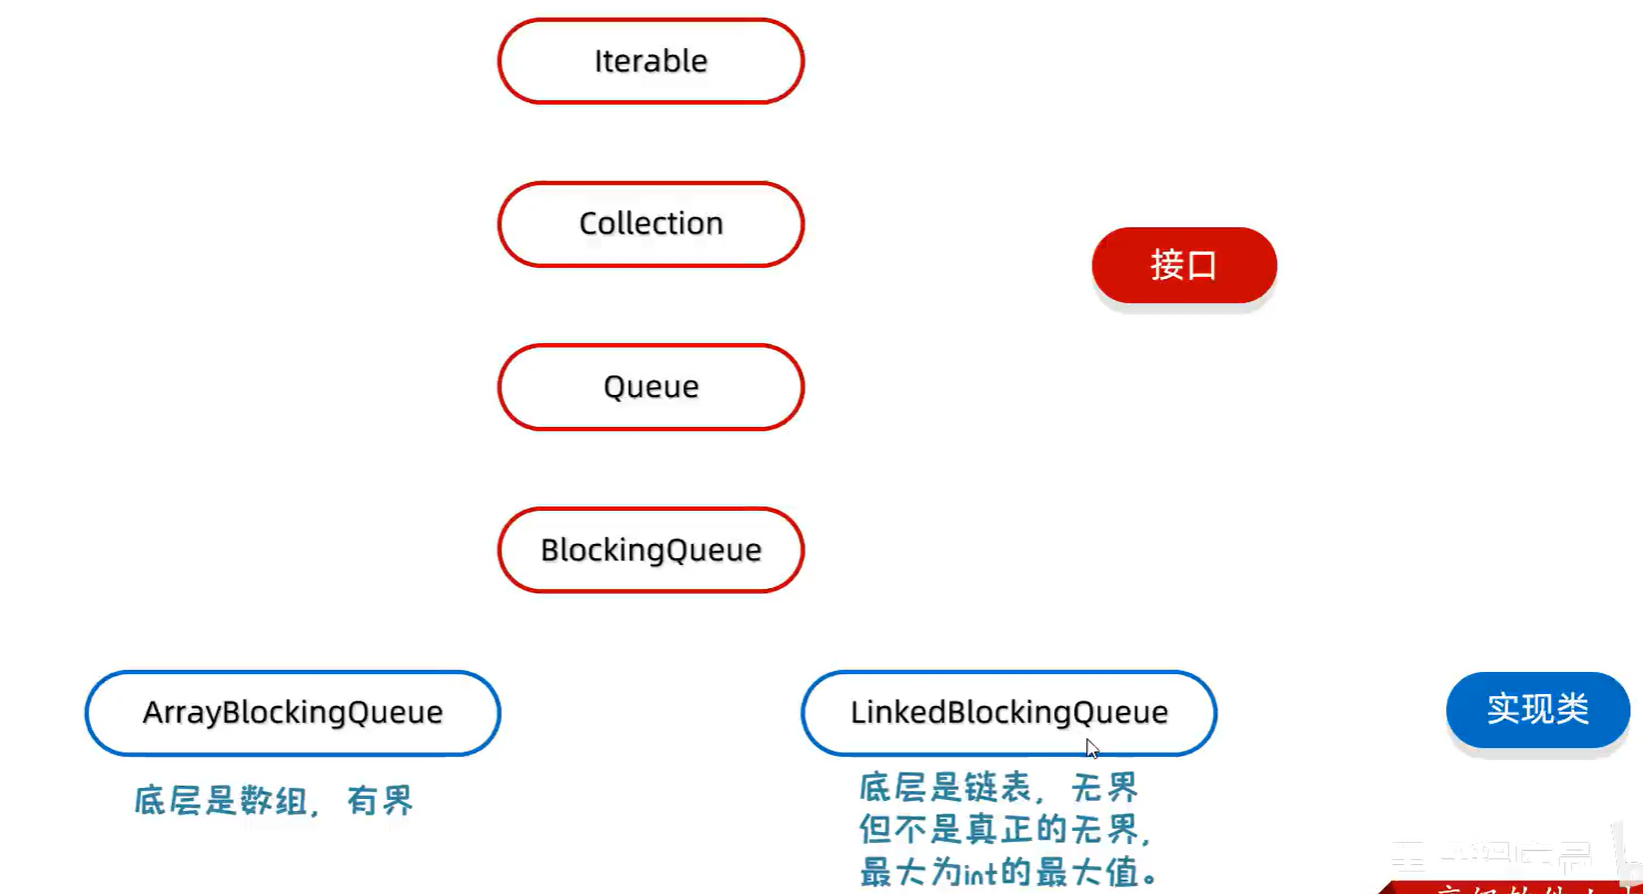 Iterable
Collection
接口
Queue
BlockingQueue
ArrayBlockingQueue
LinkedBlockingQueue
实现类
底层是数组，有界
底层是链表，无界
但不是真正的无界，
最大为int的最大值。